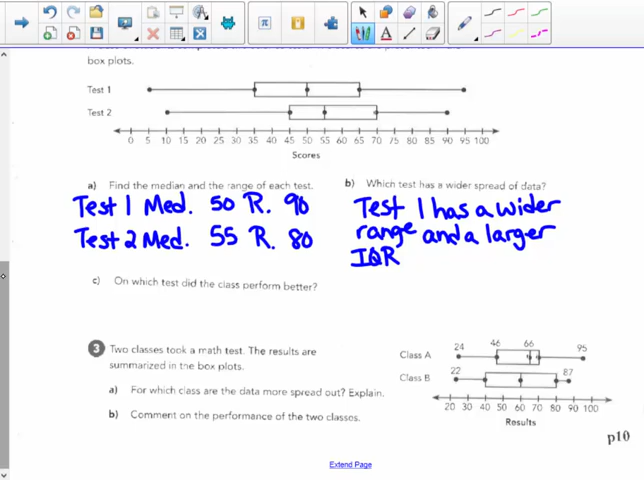 box plots.
Test 1
Test 2
0 5 10 15 20 25 30 35 40 45 50 55 60 65 70 75 80 85 90 95 100
Scores
a) Find the median and the range of each test.
Test 1 Med. 50 R. 90
Test 2 Med. 55 R. 80
b) Which test has a wider spread of data?
Test 1 has a wider
range and a larger
IQR
c) On which test did the class perform better?
3 Two classes took a math test. The results are
summarized in the box plots.
a) For which class are the data more spread out? Explain.
b) Comment on the performance of the two classes.
24 46 66 95
Class A
22 87
Class B
20 30 40 50 60 70 80 90 100
Results
p10
Extend Page